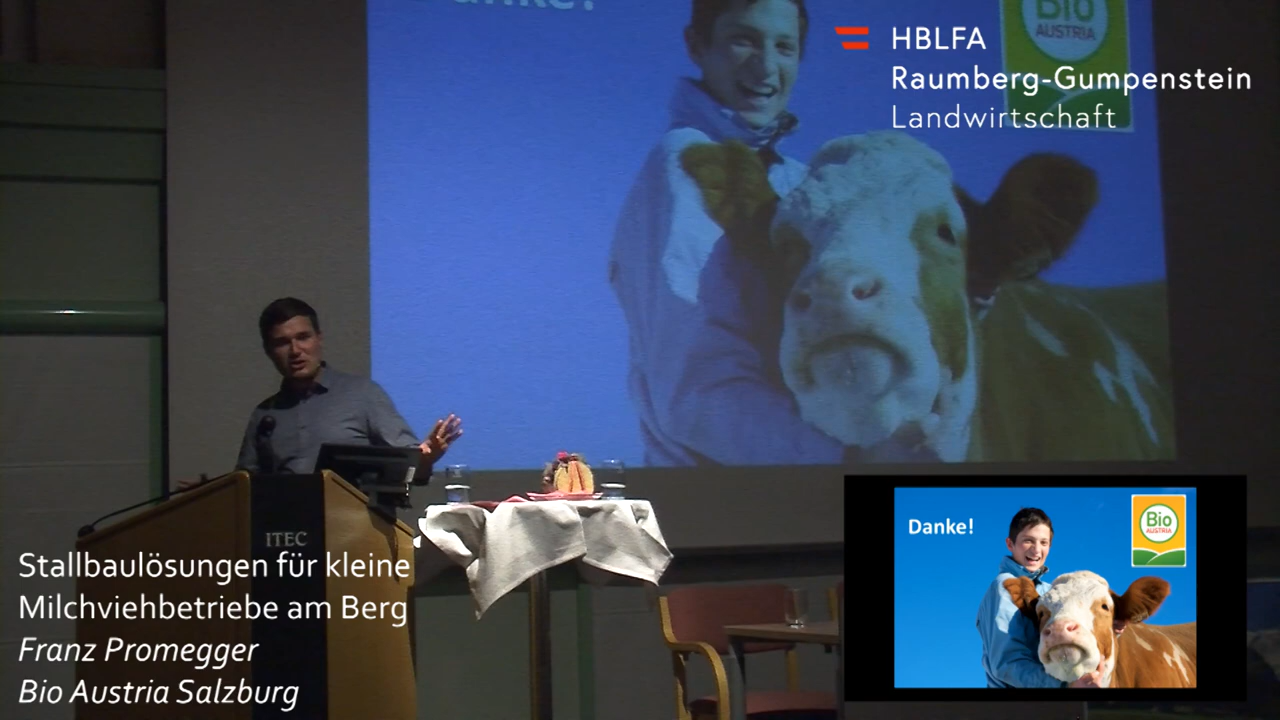 Danke!
Bio
AUSTRIA
HBLFA
Raumberg-Gumpenstein
Landwirtschaft
ITEC
Stallbaulösungen für kleine
Milchviehbetriebe am Berg
Franz Promegger
Bio Austria Salzburg
Danke!
Bio
AUSTRIA